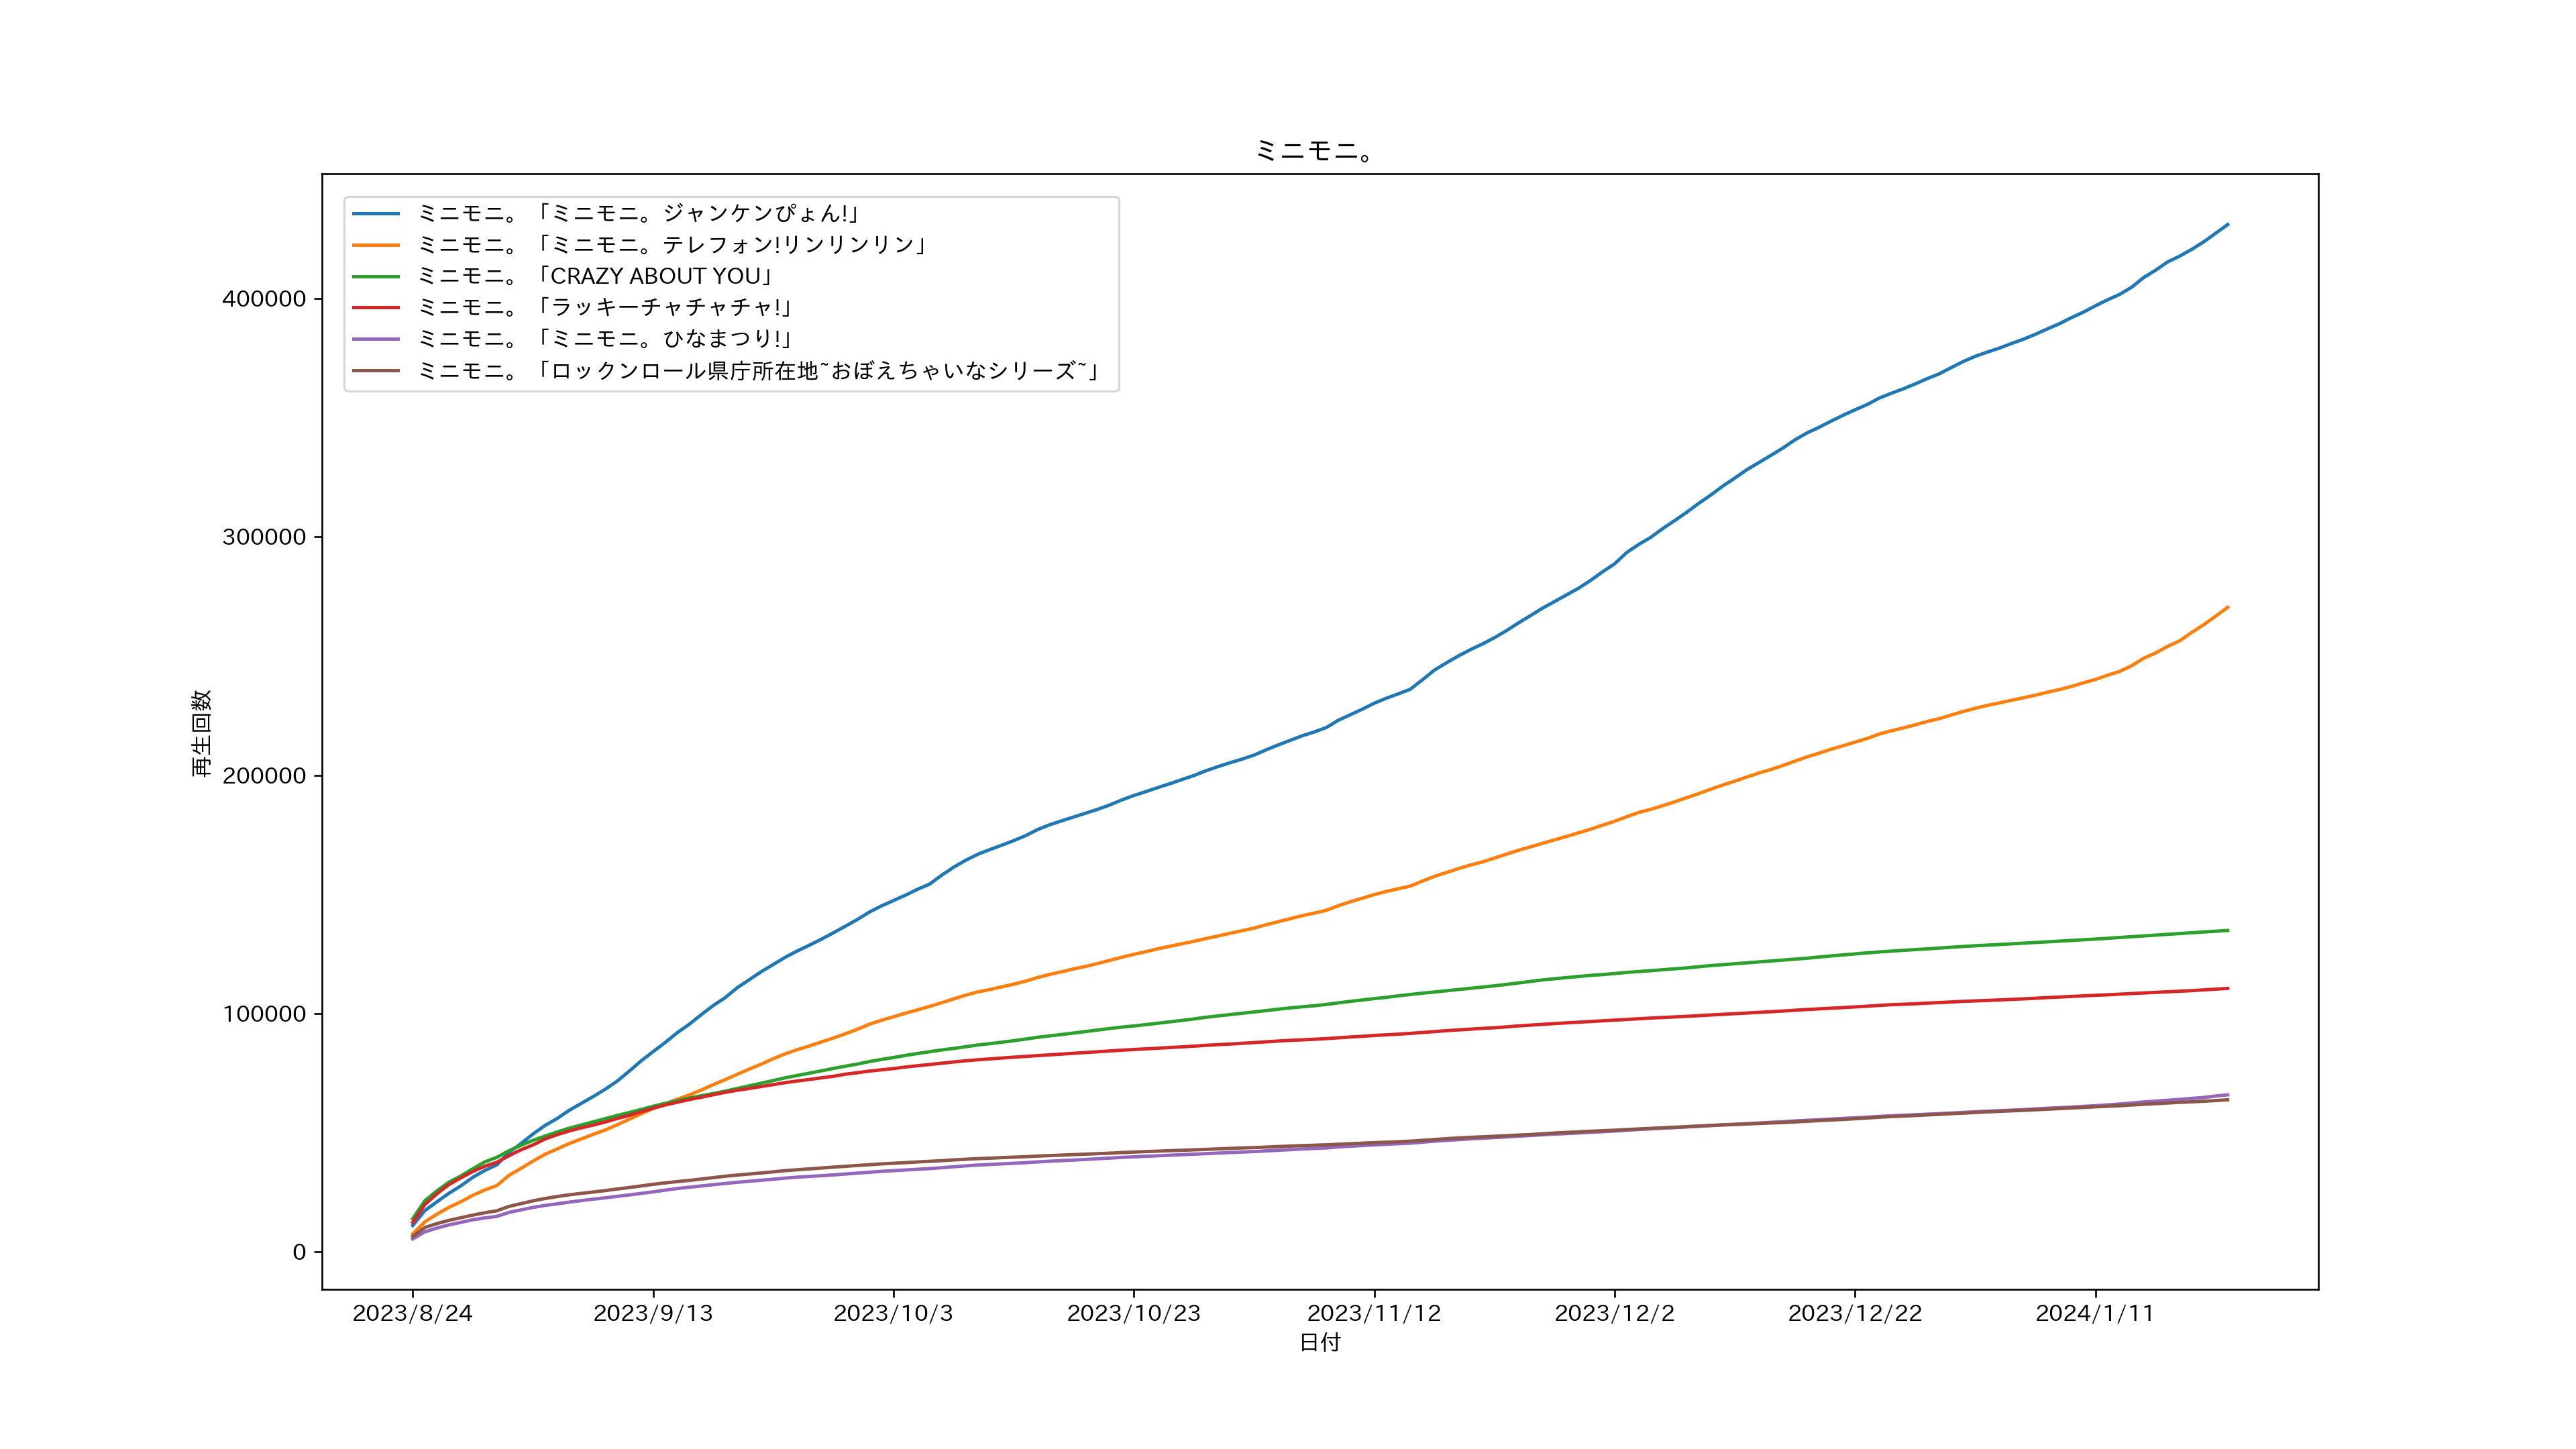 ミニモニ。
ミニモニ。「ミニモニ。ジャンケンぴょん!」
ミニモニ。「ミニモニ。テレフォン!リンリンリン」
ミニモニ。「CRAZY ABOUT YOU」
ミニモニ。「ラッキーチャチャチャ!」
ミニモニ。「ミニモニ。ひなまつり!」
ミニモニ。「ロックンロール県庁所在地~おぼえちゃいなシリーズ~」
400000
300000
200000
100000
0
再生回数
2023/8/24 2023/9/13 2023/10/3 2023/10/23 2023/11/12 2023/12/2 2023/12/22 2024/1/11
日付